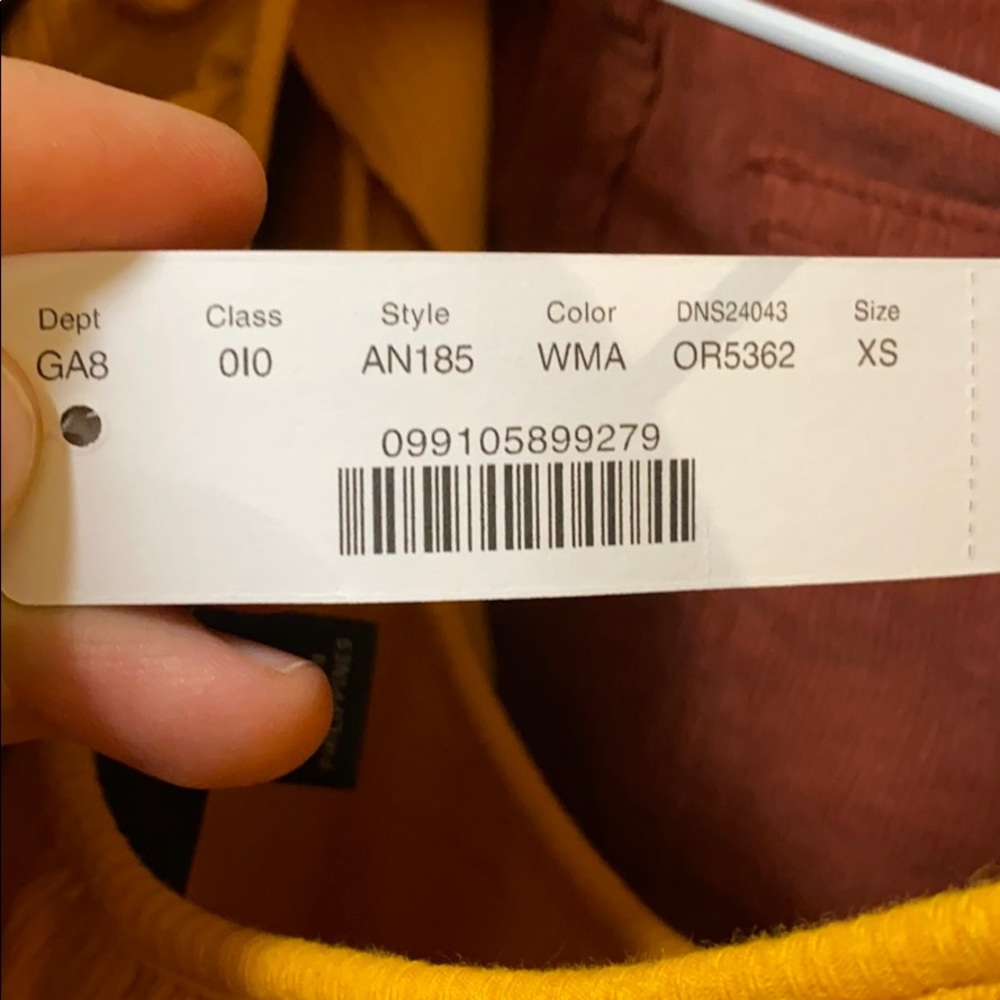 Dept Class Style Color DNS24043 Size
GA8 0I0 AN185 WMA OR5362 XS
099105899279